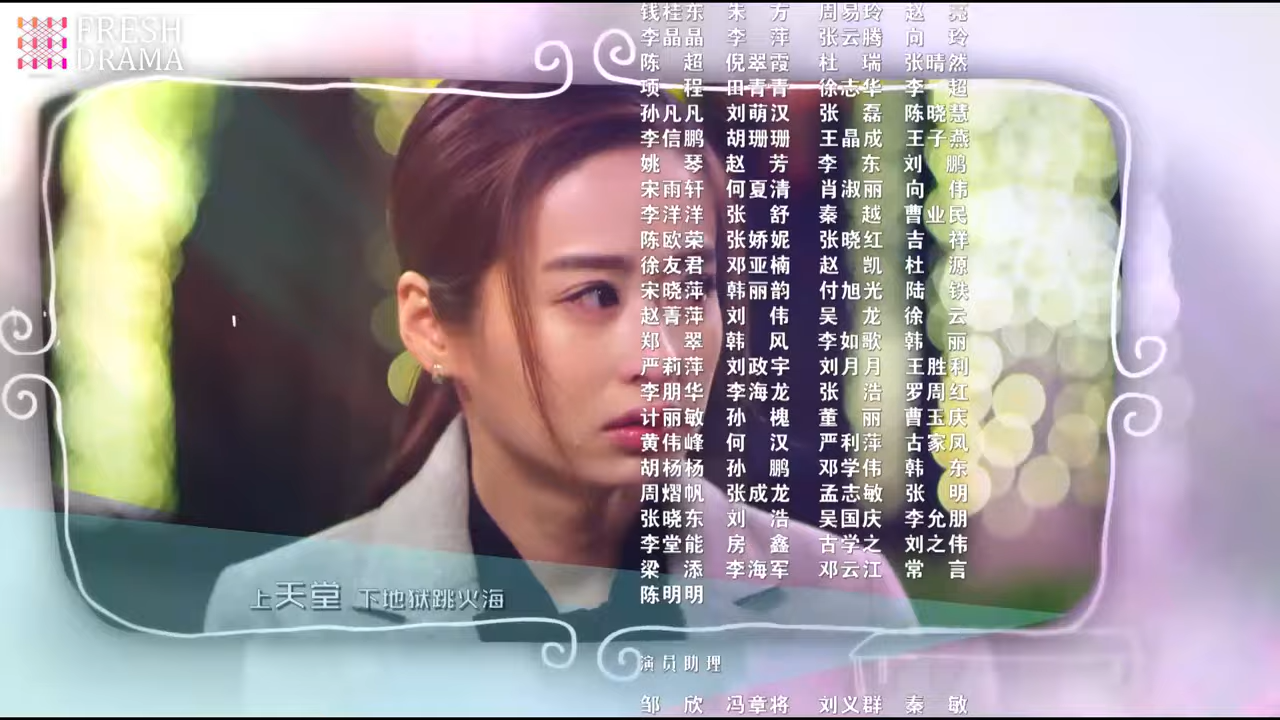 FRESH
DRAMA
钱桂东 朱方 周易玲 赵亮
李晶晶 李萍 张云腾 向玲
陈超 倪翠霞 杜瑞 张晴然
项程 田青青 徐志华 李超
孙凡凡 刘萌汉 张磊 陈晓慧
李信鹏 胡珊珊 王晶成 王子燕
姚琴 赵芳 李东 刘鹏
宋雨轩 何夏清 肖淑丽 向伟
李洋洋 张舒 秦越 曹业民
陈欧荣 张娇妮 张晓红 吉祥
徐友君 邓亚楠 赵凯 杜源
宋晓萍 韩丽韵 付旭光 陆铁
赵菁萍 刘伟 吴龙 徐云
郑翠 韩风 李如歌 韩丽
严莉萍 刘政宇 刘月月 王胜利
李朋华 李海龙 张浩 罗周红
计丽敏 孙槐 董丽 曹玉庆
黄伟峰 何汉 严利萍 古家凤
胡杨杨 孙鹏 邓学伟 韩东
周熠帆 张成龙 孟志敏 张明
张晓东 刘浩 吴国庆 李允朋
李堂能 房鑫 古学之 刘之伟
梁添 李海军 邓云江 常言
陈明明
上天堂 下地狱跳火海
演员助理
邹欣 冯章将 刘义群 秦敏